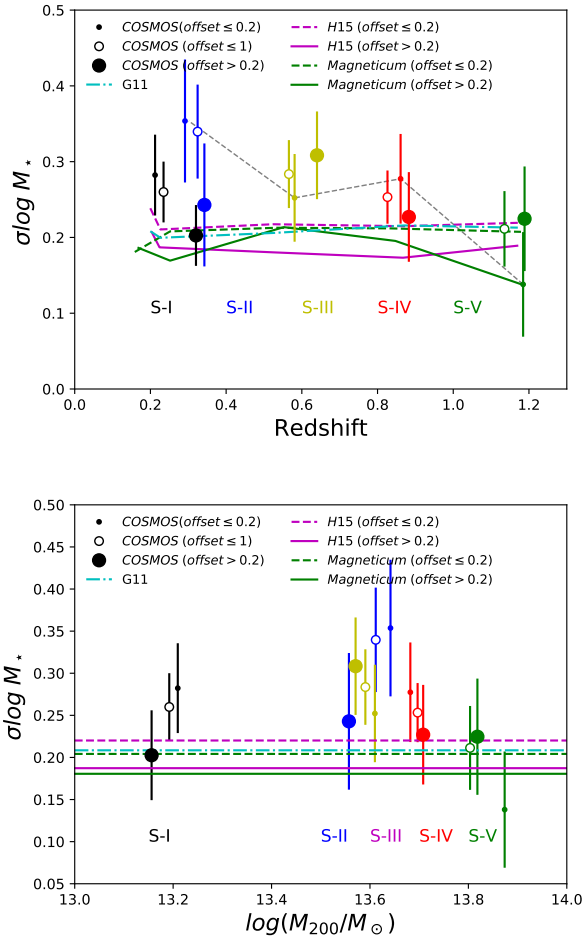 0.5
0.4
0.3
0.2
0.1
0.0
σlog M⋆
COSMOS(offset ≤ 0.2)
COSMOS (offset ≤ 1)
COSMOS (offset > 0.2)
G11
H15 (offset ≤ 0.2)
H15 (offset > 0.2)
Magneticum (offset ≤ 0.2)
Magneticum (offset > 0.2)
S-I S-II S-III S-IV S-V
0.0 0.2 0.4 0.6 0.8 1.0 1.2
Redshift
0.50
0.45
0.40
0.35
0.30
0.25
0.20
0.15
0.10
0.05
σlog M⋆
COSMOS(offset ≤ 0.2)
COSMOS (offset ≤ 1)
COSMOS (offset > 0.2)
G11
H15 (offset ≤ 0.2)
H15 (offset > 0.2)
Magneticum (offset ≤ 0.2)
Magneticum (offset > 0.2)
S-I S-II S-III S-IV S-V
13.0 13.2 13.4 13.6 13.8 14.0
log(M200/M⊙)